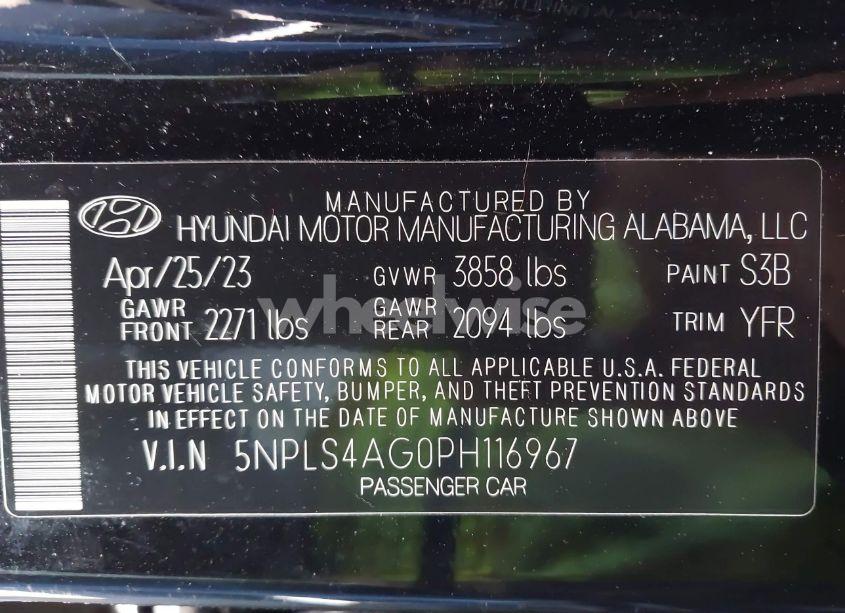 MANUFACTURED BY
HYUNDAI MOTOR MANUFACTURING ALABAMA, LLC
Apr/25/23 GVWR 3858 lbs PAINT S3B
GAWR FRONT 2271 lbs GAWR REAR 2094 lbs TRIM YFR
wheelwise
THIS VEHICLE CONFORMS TO ALL APPLICABLE U.S.A. FEDERAL
MOTOR VEHICLE SAFETY, BUMPER, AND THEFT PREVENTION STANDARDS
IN EFFECT ON THE DATE OF MANUFACTURE SHOWN ABOVE
V.I.N 5NPLS4AG0PH116967
PASSENGER CAR